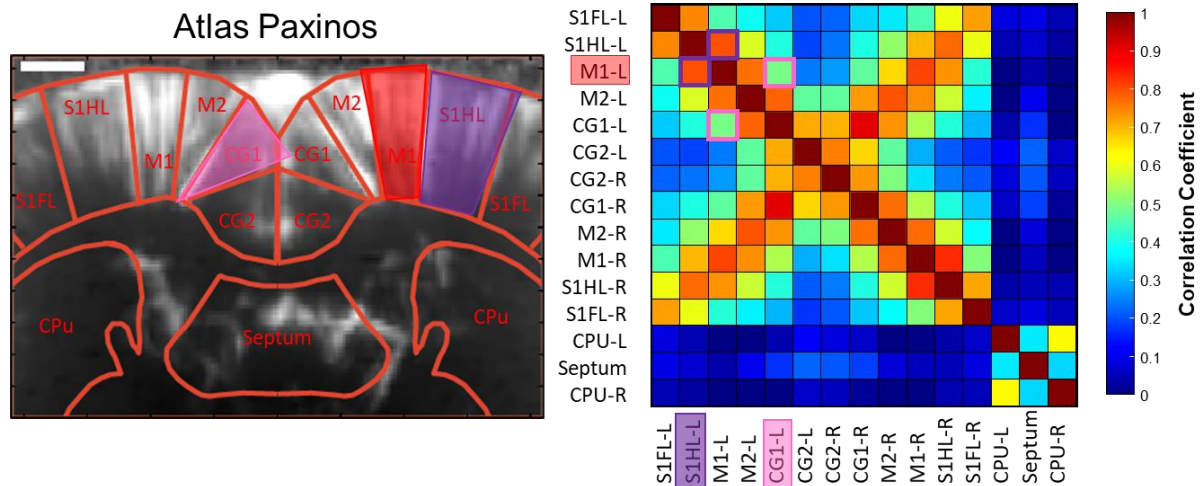 Atlas Paxinos
S1HL
M2
M2
S1HL
M1
CG1
CG1
M1
S1FL
S1FL
CG2
CG2
CPu
Septum
CPu
S1FL-L
S1HL-L
M1-L
M2-L
CG1-L
CG2-L
CG2-R
CG1-R
M2-R
M1-R
S1HL-R
S1FL-R
CPU-L
Septum
CPU-R
S1FL-L
S1HL-L
M1-L
M2-L
CG1-L
CG2-L
CG2-R
CG1-R
M2-R
M1-R
S1HL-R
S1FL-R
CPU-L
Septum
CPU-R
1
0.9
0.8
0.7
0.6
0.5
0.4
0.3
0.2
0.1
0
Correlation Coefficient